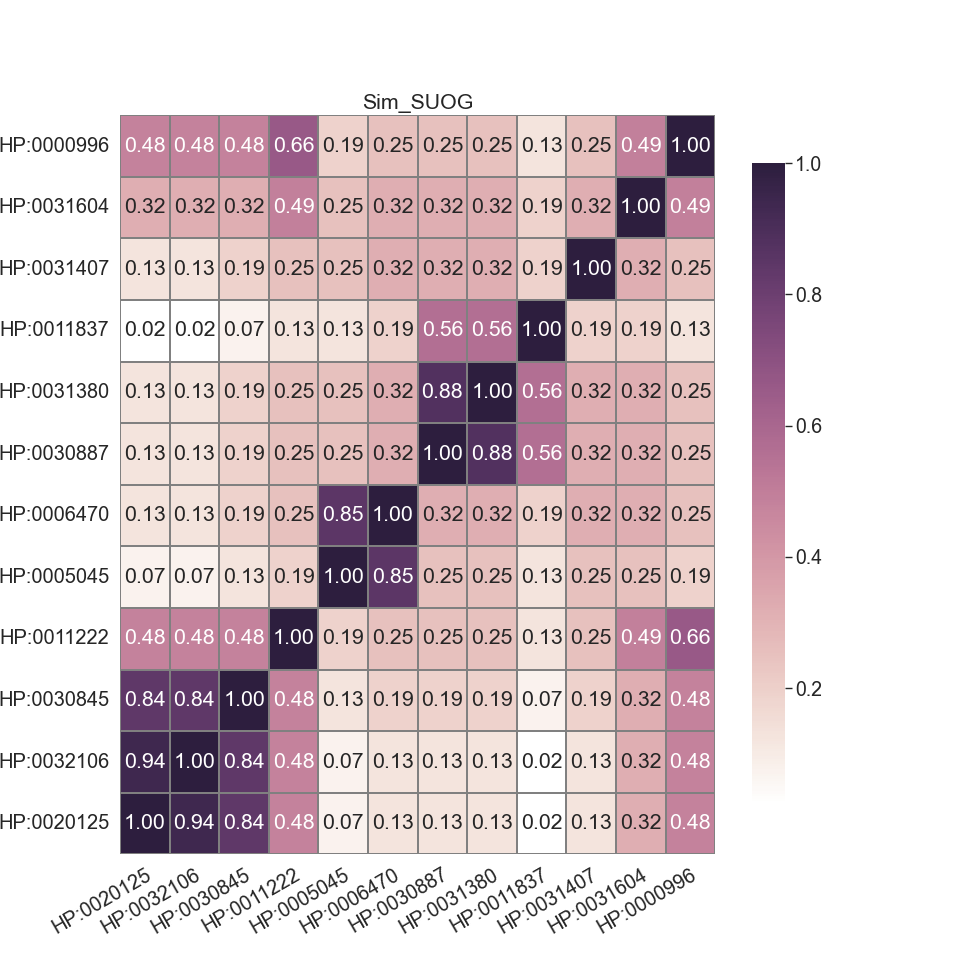 Sim_SUOG
HP:0000996 0.48 0.48 0.48 0.66 0.19 0.25 0.25 0.25 0.13 0.25 0.49 1.00
HP:0031604 0.32 0.32 0.32 0.49 0.25 0.32 0.32 0.32 0.19 0.32 1.00 0.49
HP:0031407 0.13 0.13 0.19 0.25 0.25 0.32 0.32 0.32 0.19 1.00 0.32 0.25
HP:0011837 0.02 0.02 0.07 0.13 0.13 0.19 0.56 0.56 1.00 0.19 0.19 0.13
HP:0031380 0.13 0.13 0.19 0.25 0.25 0.32 0.88 1.00 0.56 0.32 0.32 0.25
HP:0030887 0.13 0.13 0.19 0.25 0.25 0.32 1.00 0.88 0.56 0.32 0.32 0.25
HP:0006470 0.13 0.13 0.19 0.25 0.85 1.00 0.32 0.32 0.19 0.32 0.32 0.25
HP:0005045 0.07 0.07 0.13 0.19 1.00 0.85 0.25 0.25 0.13 0.25 0.25 0.19
HP:0011222 0.48 0.48 0.48 1.00 0.19 0.25 0.25 0.25 0.13 0.25 0.49 0.66
HP:0030845 0.84 0.84 1.00 0.48 0.13 0.19 0.19 0.19 0.07 0.19 0.32 0.48
HP:0032106 0.94 1.00 0.84 0.48 0.07 0.13 0.13 0.13 0.02 0.13 0.32 0.48
HP:0020125 1.00 0.94 0.84 0.48 0.07 0.13 0.13 0.13 0.02 0.13 0.32 0.48
HP:0020125 HP:0032106 HP:0030845 HP:0011222 HP:0005045 HP:0006470 HP:0030887 HP:0031380 HP:0011837 HP:0031407 HP:0031604 HP:0000996
1.0
0.8
0.6
0.4
0.2